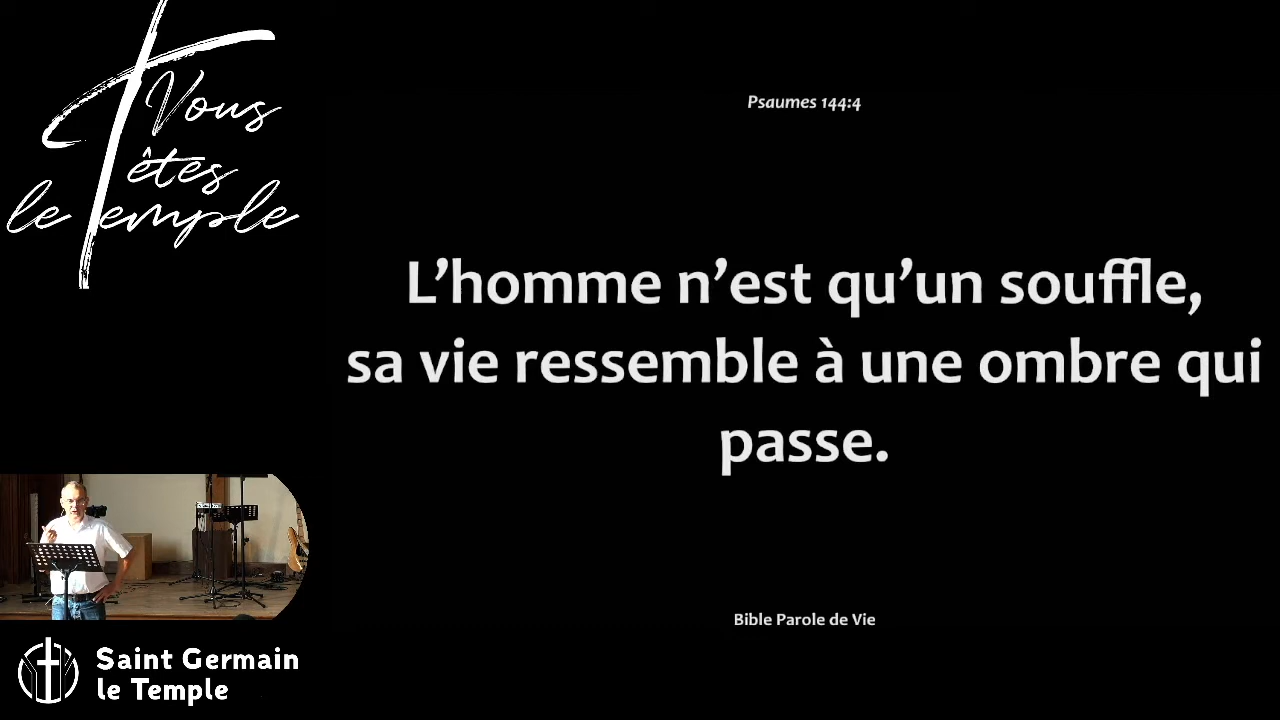 Vous
êtes
le Temple
Psaumes 144:4
L’homme n’est qu’un souffle,
sa vie ressemble à une ombre qui
passe.
Bible Parole de Vie
Saint Germain
le Temple